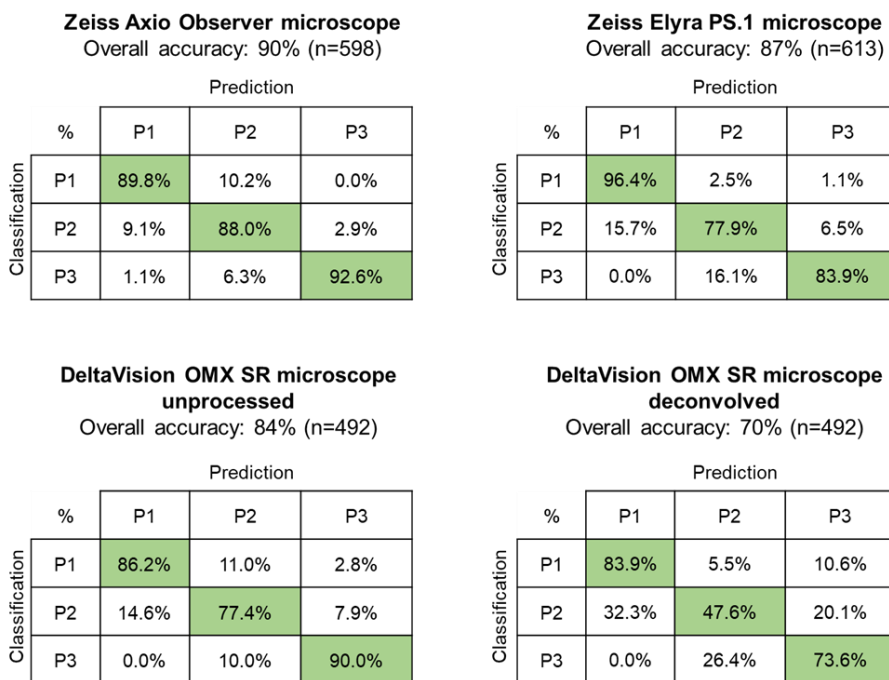 Zeiss Axio Observer microscope
Overall accuracy: 90% (n=598)
Prediction
Classification
% P1 P2 P3
P1 89.8% 10.2% 0.0%
P2 9.1% 88.0% 2.9%
P3 1.1% 6.3% 92.6%
Zeiss Elyra PS.1 microscope
Overall accuracy: 87% (n=613)
Prediction
Classification
% P1 P2 P3
P1 96.4% 2.5% 1.1%
P2 15.7% 77.9% 6.5%
P3 0.0% 16.1% 83.9%
DeltaVision OMX SR microscope
unprocessed
Overall accuracy: 84% (n=492)
Prediction
Classification
% P1 P2 P3
P1 86.2% 11.0% 2.8%
P2 14.6% 77.4% 7.9%
P3 0.0% 10.0% 90.0%
DeltaVision OMX SR microscope
deconvolved
Overall accuracy: 70% (n=492)
Prediction
Classification
% P1 P2 P3
P1 83.9% 5.5% 10.6%
P2 32.3% 47.6% 20.1%
P3 0.0% 26.4% 73.6%